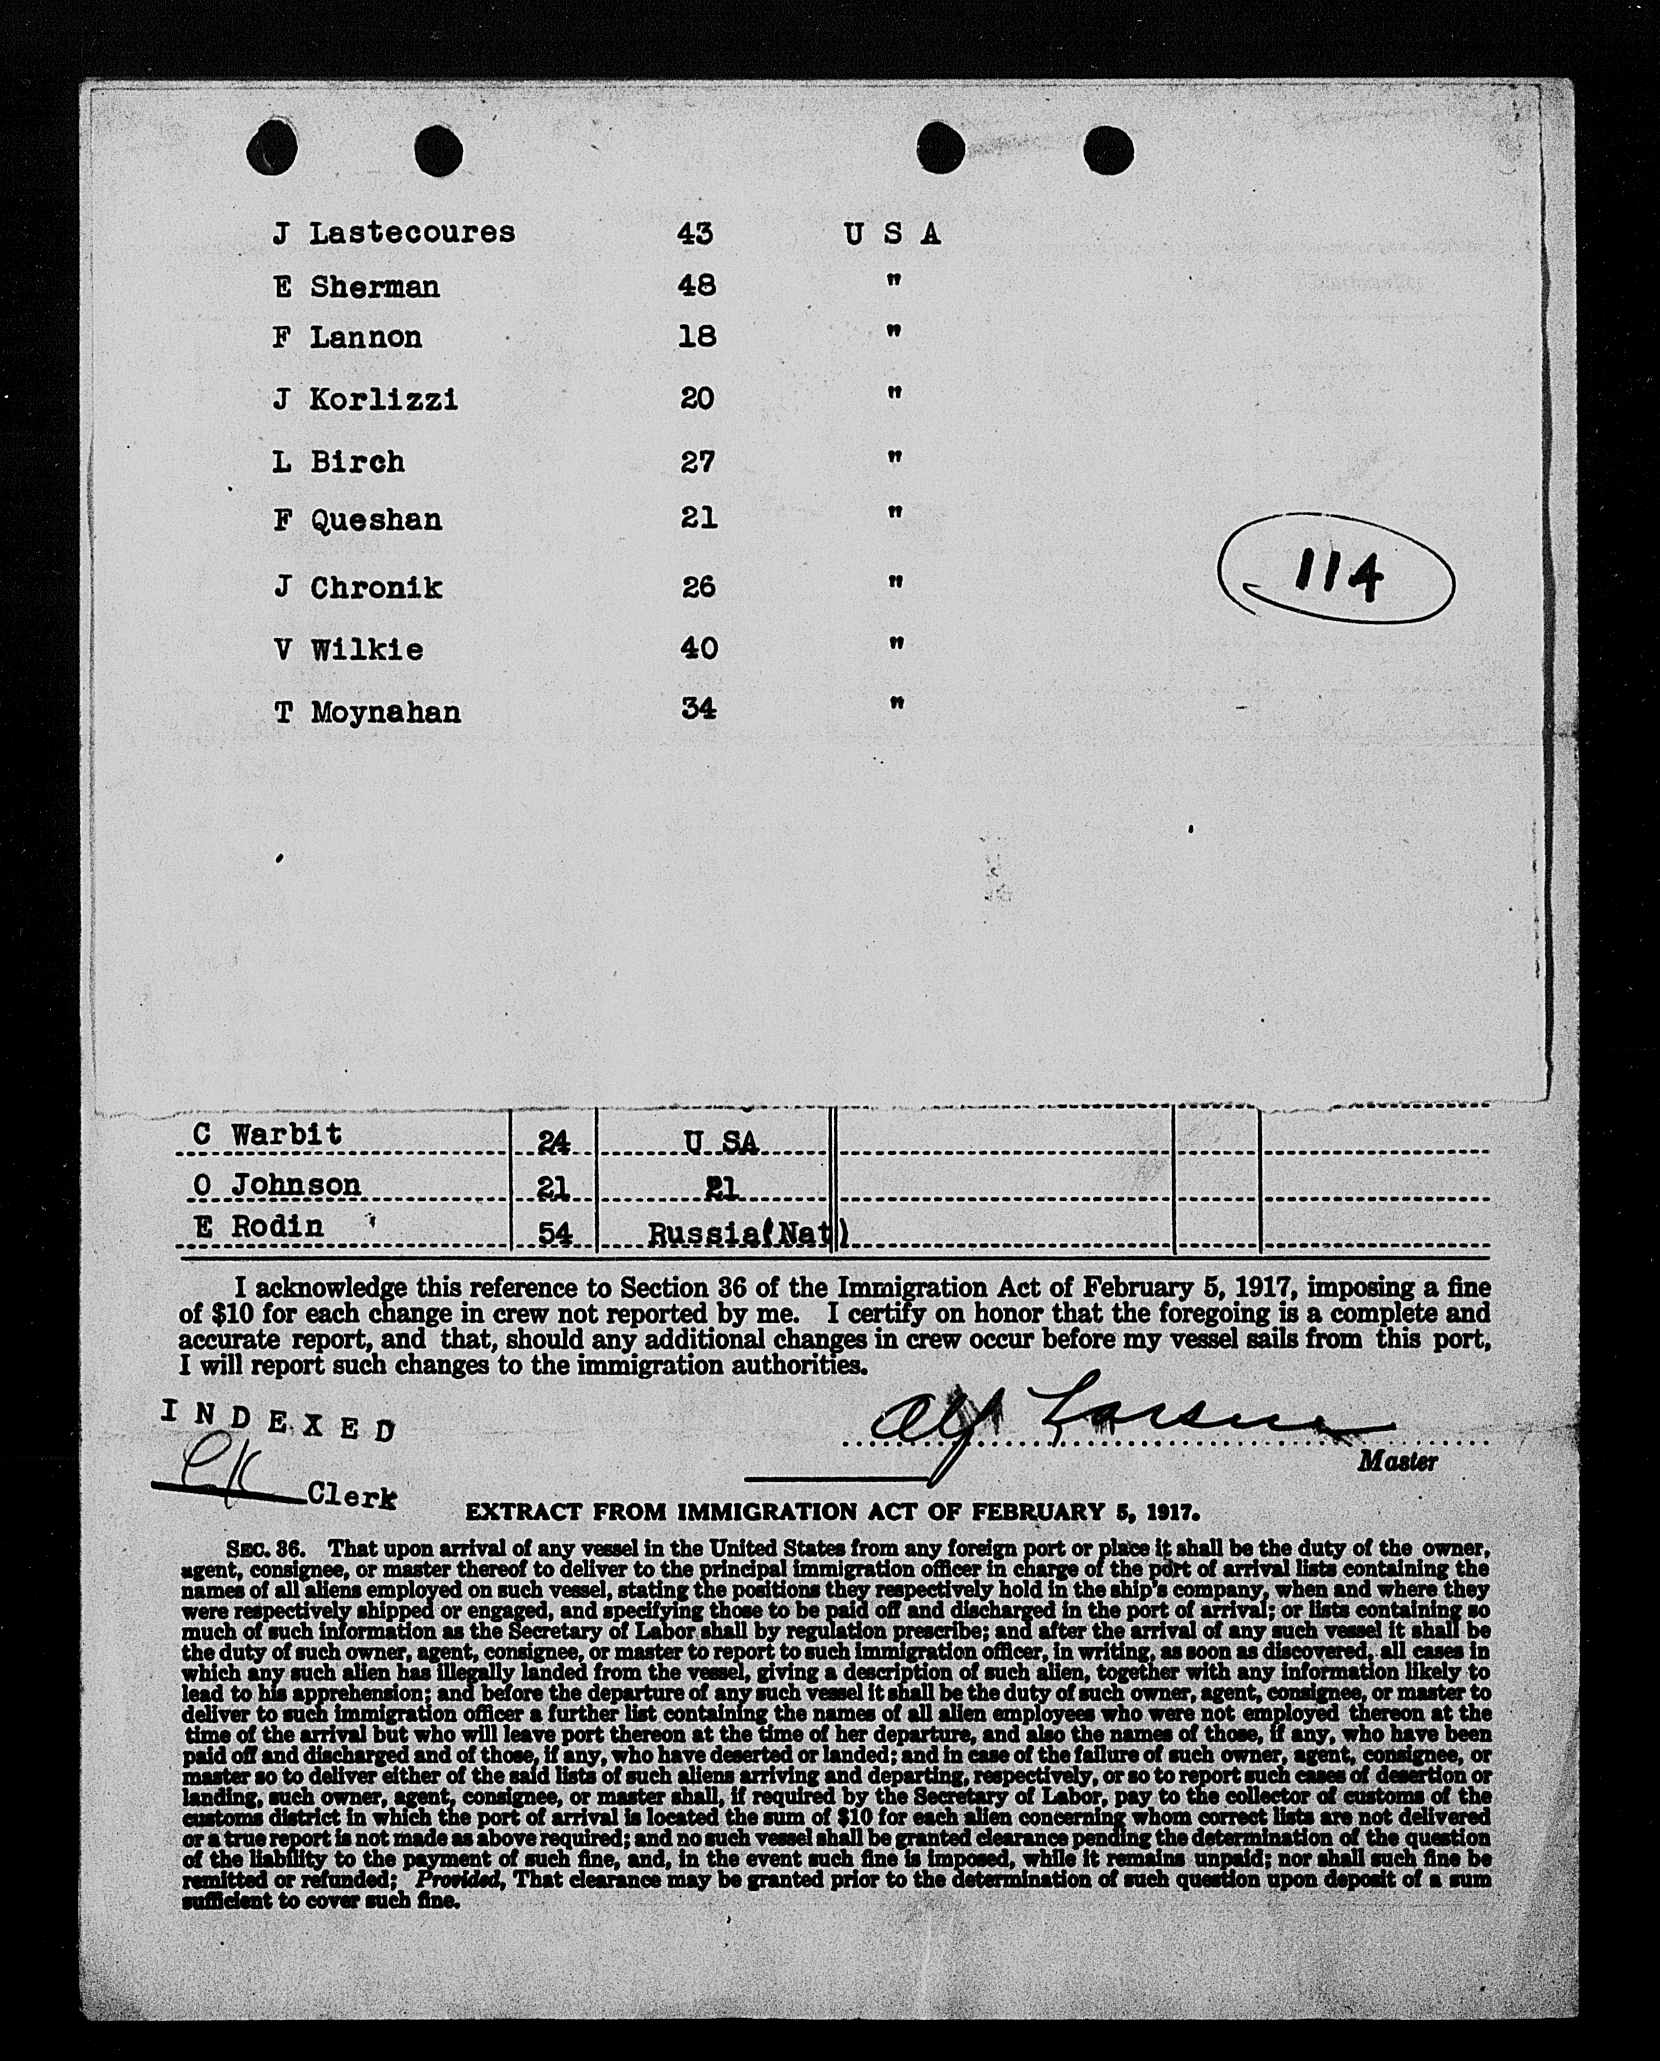 J Lastecoures 43 U S A
E Sherman 48 "
F Lannon 18 "
J Korlizzi 20 "
L Birch 27 "
F Queshan 21 "
114
J Chronik 26 "
V Wilkie 40 "
T Moynahan 34 "
C Warbit 24 U SA
O Johnson 21 21
E Rodin 54 Russia(Nat)
I acknowledge this reference to Section 36 of the Immigration Act of February 5, 1917, imposing a fine
of $10 for each change in crew not reported by me. I certify on honor that the foregoing is a complete and
accurate report, and that, should any additional changes in crew occur before my vessel sails from this port,
I will report such changes to the immigration authorities.
INDEXED
Alf Larsen
Master
Clerk
EXTRACT FROM IMMIGRATION ACT OF FEBRUARY 5, 1917.
SEC. 36. That upon arrival of any vessel in the United States from any foreign port or place it shall be the duty of the owner,
agent, consignee, or master thereof to deliver to the principal immigration officer in charge of the port of arrival lists containing the
names of all aliens employed on such vessel, stating the positions they respectively hold in the ship's company, when and where they
were respectively shipped or engaged, and specifying those to be paid off and discharged in the port of arrival; or lists containing so
much of such information as the Secretary of Labor shall by regulation prescribe; and after the arrival of any such vessel it shall be
the duty of such owner, agent, consignee, or master to report to such immigration officer, in writing, as soon as discovered, all cases in
which any such alien has illegally landed from the vessel, giving a description of such alien, together with any information likely to
lead to his apprehension; and before the departure of any such vessel it shall be the duty of such owner, agent, consignee, or master to
deliver to such immigration officer a further list containing the names of all alien employees who were not employed thereon at the
time of the arrival but who will leave port thereon at the time of her departure, and also the names of those, if any, who have been
paid off and discharged and of those, if any, who have deserted or landed; and in case of the failure of such owner, agent, consignee, or
master so to deliver either of the said lists of such aliens arriving and departing, respectively, or so to report such cases of desertion or
landing, such owner, agent, consignee, or master shall, if required by the Secretary of Labor, pay to the collector of customs of the
customs district in which the port of arrival is located the sum of $10 for each alien concerning whom correct lists are not delivered
or a true report is not made as above required; and no such vessel shall be granted clearance pending the determination of the question
of the liability to the payment of such fine, and, in the event such fine is imposed, while it remains unpaid; nor shall such fine be
remitted or refunded: Provided, That clearance may be granted prior to the determination of such question upon deposit of a sum
sufficient to cover such fine.